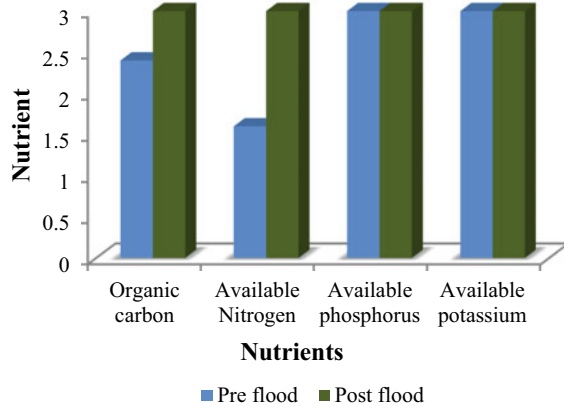 3
2.5
2
1.5
1
0.5
0
Nutrient
Organic
carbon
Available
Nitrogen
Available
phosphorus
Available
potassium
Nutrients
Pre flood
Post flood